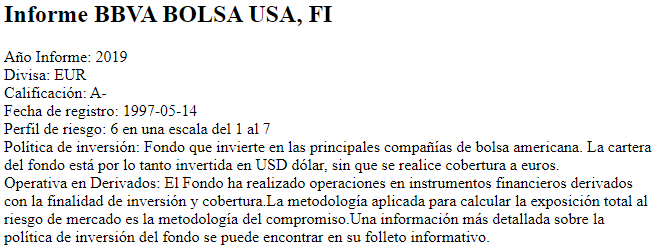 Informe BBVA BOLSA USA, FI
Año Informe: 2019
Divisa: EUR
Calificación: A-
Fecha de registro: 1997-05-14
Perfil de riesgo: 6 en una escala del 1 al 7
Política de inversión: Fondo que invierte en las principales compañías de bolsa americana. La cartera
del fondo está por lo tanto invertida en USD dólar, sin que se realice cobertura a euros.
Operativa en Derivados: El Fondo ha realizado operaciones en instrumentos financieros derivados
con la finalidad de inversión y cobertura.La metodología aplicada para calcular la exposición total al
riesgo de mercado es la metodología del compromiso.Una información más detallada sobre la
política de inversión del fondo se puede encontrar en su folleto informativo.